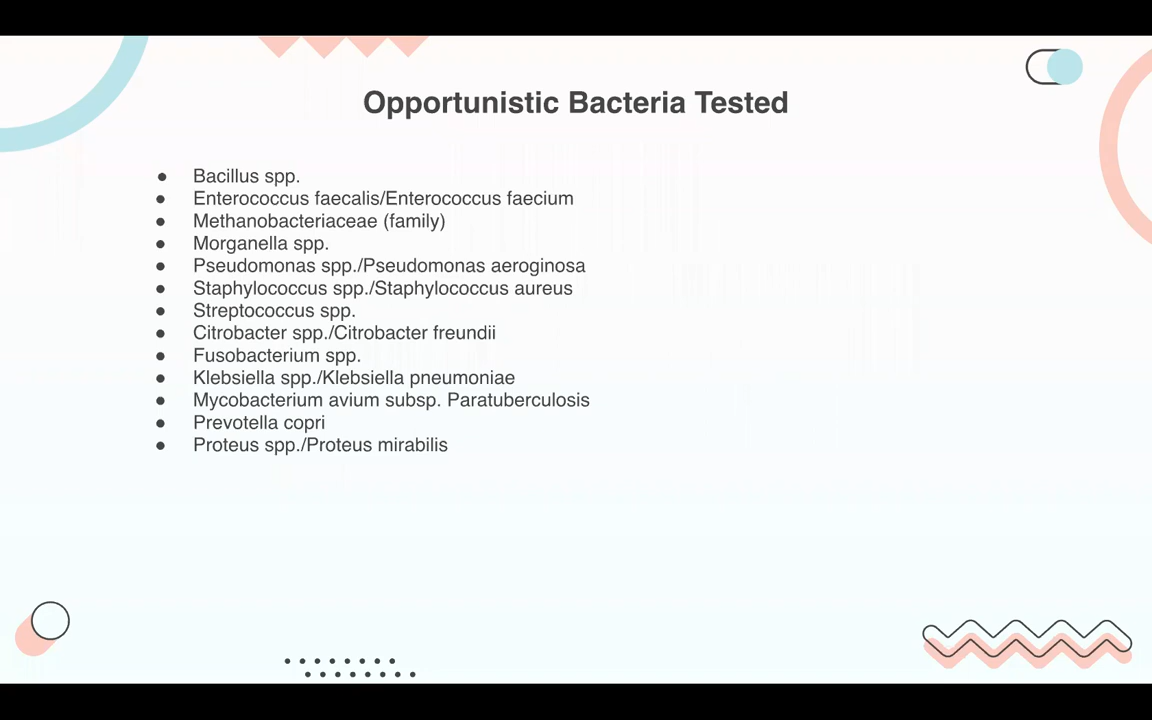 Opportunistic Bacteria Tested
● Bacillus spp.
● Enterococcus faecalis/Enterococcus faecium
● Methanobacteriaceae (family)
● Morganella spp.
● Pseudomonas spp./Pseudomonas aeroginosa
● Staphylococcus spp./Staphylococcus aureus
● Streptococcus spp.
● Citrobacter spp./Citrobacter freundii
● Fusobacterium spp.
● Klebsiella spp./Klebsiella pneumoniae
● Mycobacterium avium subsp. Paratuberculosis
● Prevotella copri
● Proteus spp./Proteus mirabilis